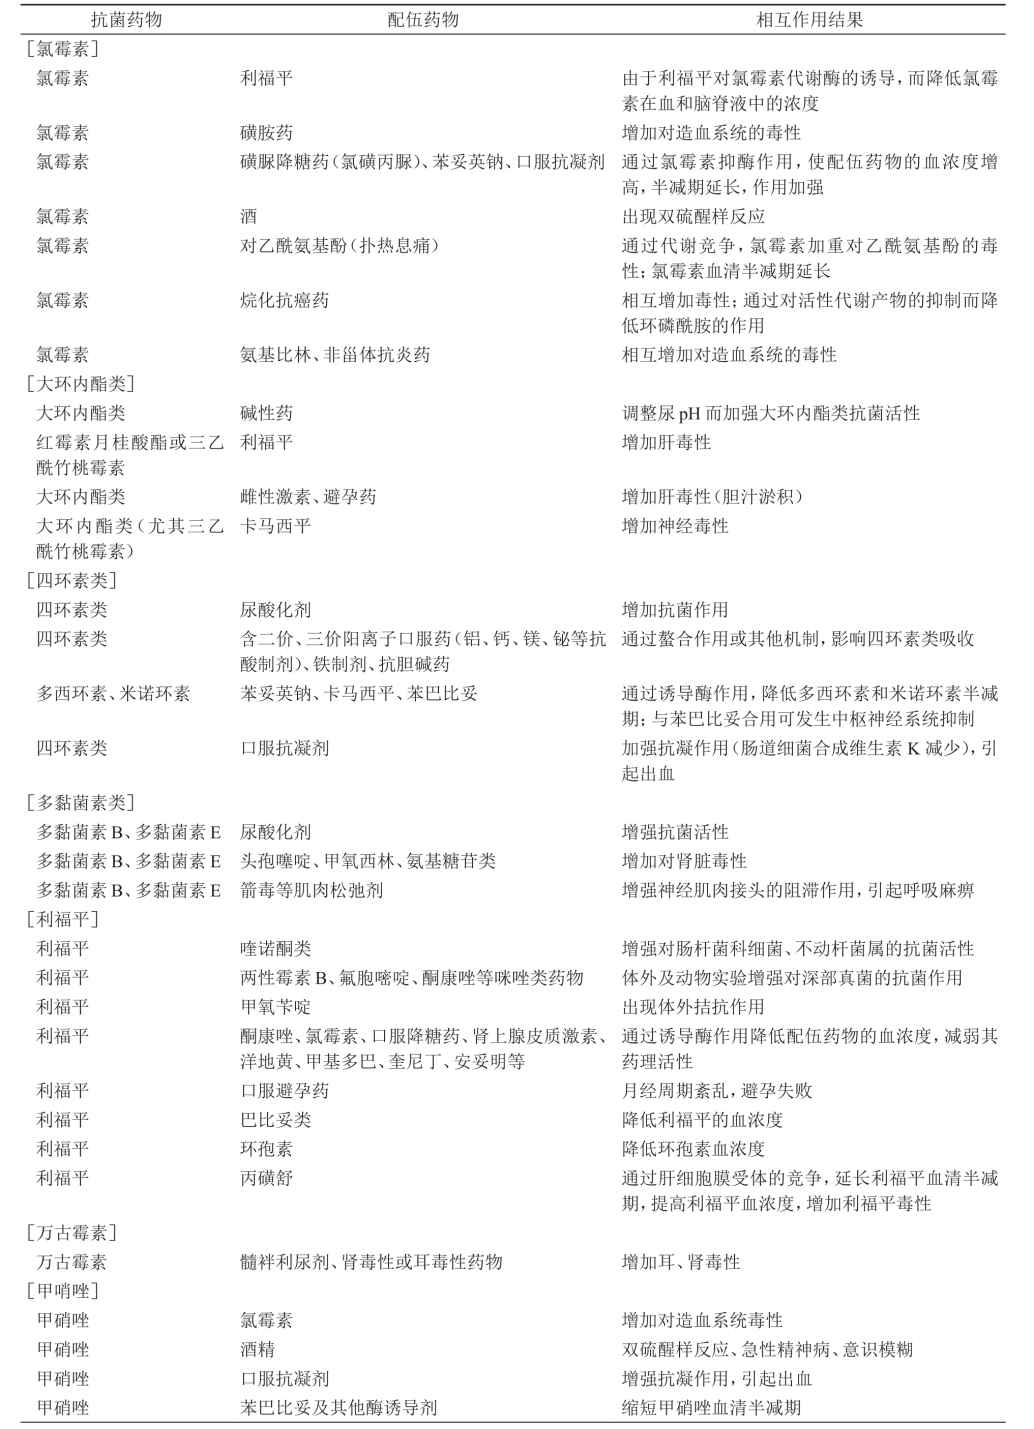 抗菌药物 配伍药物 相互作用结果
[氯霉素]
氯霉素 利福平 由于利福平对氯霉素代谢酶的诱导,而降低氯霉
素在血和脑脊液中的浓度
氯霉素 磺胺药 增加对造血系统的毒性
氯霉素 磺脲降糖药(氯磺丙脲)、苯妥英钠、口服抗凝剂 通过氯霉素抑酶作用,使配伍药物的血浓度增
高,半减期延长,作用加强
氯霉素 酒 出现双硫醒样反应
氯霉素 对乙酰氨基酚(扑热息痛) 通过代谢竞争,氯霉素加重对乙酰氨基酚的毒
性;氯霉素血清半减期延长
氯霉素 烷化抗癌药 相互增加毒性;通过对活性代谢产物的抑制而降
低环磷酰胺的作用
氯霉素 氨基比林、非甾体抗炎药 相互增加对造血系统的毒性
[大环内酯类]
大环内酯类 碱性药 调整尿 pH 而加强大环内酯类抗菌活性
红霉素月桂酸酯或三乙 利福平 增加肝毒性
酰竹桃霉素
大环内酯类 雌性激素、避孕药 增加肝毒性(胆汁淤积)
大环内酯类(尤其三乙 卡马西平 增加神经毒性
酰竹桃霉素)
[四环素类]
四环素类 尿酸化剂 增加抗菌作用
四环素类 含二价、三价阳离子口服药(铝、钙、镁、铋等抗 通过螯合作用或其他机制,影响四环素类吸收
酸制剂)、铁制剂、抗胆碱药
多西环素、米诺环素 苯妥英钠、卡马西平、苯巴比妥 通过诱导酶作用,降低多西环素和米诺环素半减
期;与苯巴比妥合用可发生中枢神经系统抑制
四环素类 口服抗凝剂 加强抗凝作用(肠道细菌合成维生素 K 减少),引
起出血
[多黏菌素类]
多黏菌素 B、多黏菌素 E 尿酸化剂 增强抗菌活性
多黏菌素 B、多黏菌素 E 头孢噻啶、甲氧西林、氨基糖苷类 增加对肾脏毒性
多黏菌素 B、多黏菌素 E 箭毒等肌肉松弛剂 增强神经肌肉接头的阻滞作用,引起呼吸麻痹
[利福平]
利福平 喹诺酮类 增强对肠杆菌科细菌、不动杆菌属的抗菌活性
利福平 两性霉素 B、氟胞嘧啶、酮康唑等咪唑类药物 体外及动物实验增强对深部真菌的抗菌作用
利福平 甲氧苄啶 出现体外拮抗作用
利福平 酮康唑、氯霉素、口服降糖药、肾上腺皮质激素、 通过诱导酶作用降低配伍药物的血浓度,减弱其
洋地黄、甲基多巴、奎尼丁、安妥明等 药理活性
利福平 口服避孕药 月经周期紊乱,避孕失败
利福平 巴比妥类 降低利福平的血浓度
利福平 环孢素 降低环孢素血浓度
利福平 丙磺舒 通过肝细胞膜受体的竞争,延长利福平血清半减
期,提高利福平血浓度,增加利福平毒性
[万古霉素]
万古霉素 髓袢利尿剂、肾毒性或耳毒性药物 增加耳、肾毒性
[甲哨唑]
甲硝唑 氯霉素 增加对造血系统毒性
甲硝唑 酒精 双硫醒样反应、急性精神病、意识模糊
甲硝唑 口服抗凝剂 增强抗凝作用,引起出血
甲硝唑 苯巴比妥及其他酶诱导剂 缩短甲硝唑血清半减期